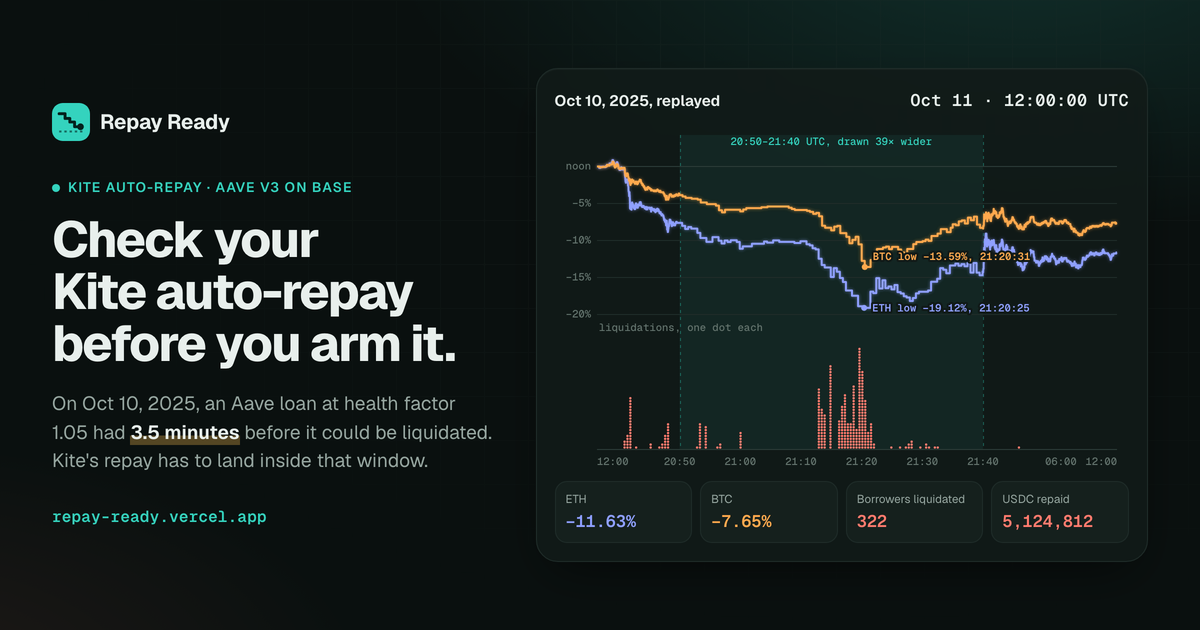 Repay Ready
KITE AUTO-REPAY · AAVE V3 ON BASE
Check your
Kite auto-repay
before you arm it.
On Oct 10, 2025, an Aave loan at health factor
1.05 had 3.5 minutes before it could be liquidated.
Kite's repay has to land inside that window.
repay-ready.vercel.app
Oct 10, 2025, replayed
Oct 11 · 12:00:00 UTC
20:50–21:40 UTC, drawn 39× wider
noon
−5%
−10%
−15%
−20%
BTC low −13.59%, 21:20:31
ETH low −19.12%, 21:20:25
liquidations, one dot each
12:00 20:50 21:00 21:10 21:20 21:30 21:40 06:00 12:00
ETH
−11.63%
BTC
−7.65%
Borrowers liquidated
322
USDC repaid
5,124,812